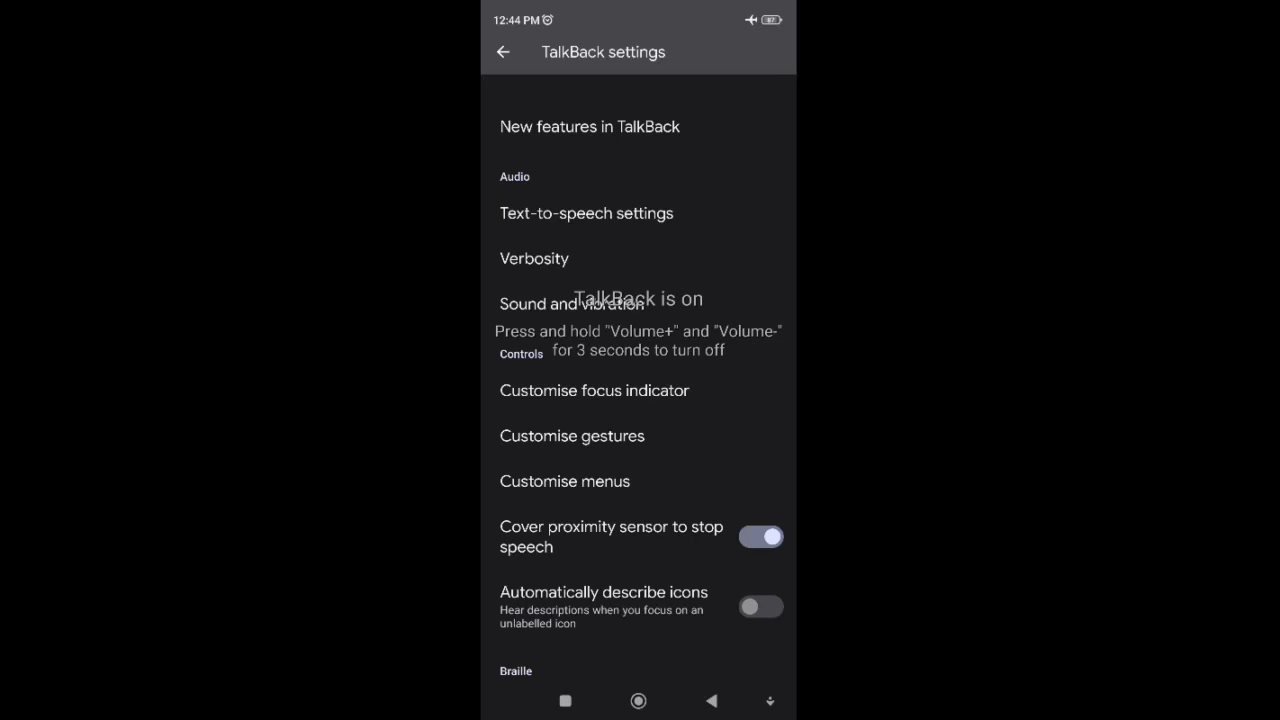 12:44 PM
87
TalkBack settings
New features in TalkBack
Audio
Text-to-speech settings
Verbosity
Sound and vibration
TalkBack is on
Press and hold "Volume+" and "Volume-"
for 3 seconds to turn off
Controls
Customise focus indicator
Customise gestures
Customise menus
Cover proximity sensor to stop
speech
Automatically describe icons
Hear descriptions when you focus on an
unlabelled icon
Braille